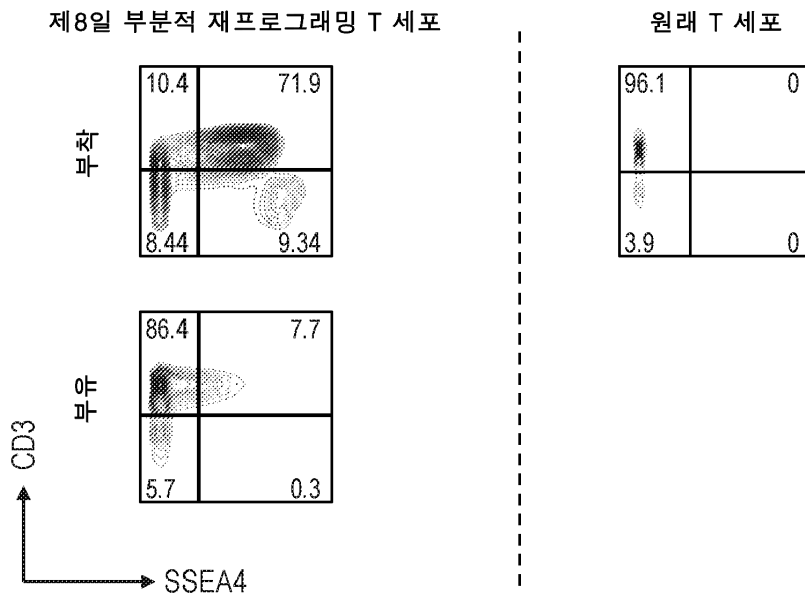 제8일 부분적 재프로그래밍 T 세포
원래 T 세포
부착
10.4 71.9
8.44 9.34
96.1 0
3.9 0
부유
86.4 7.7
5.7 0.3
CD3
SSEA4